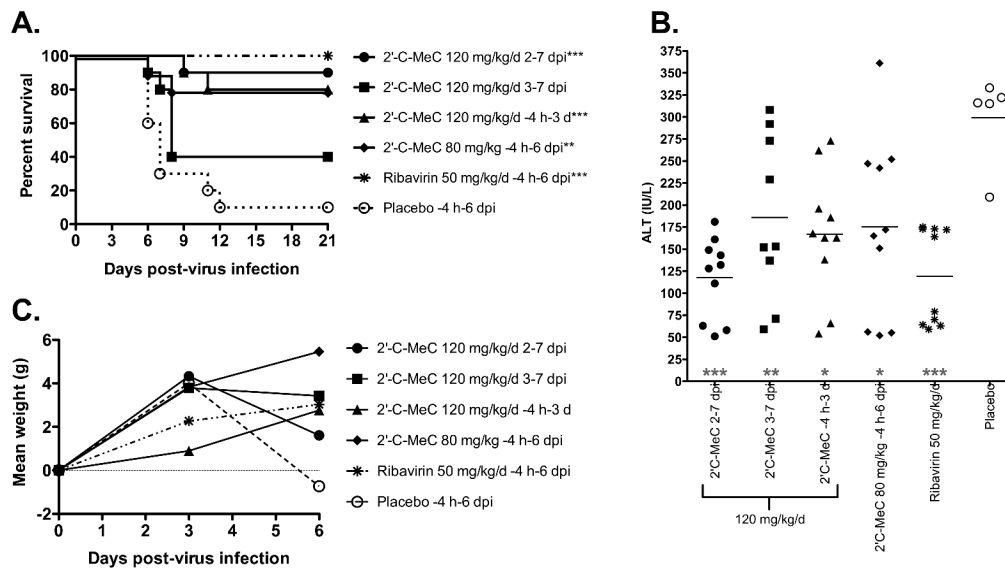 A.
Percent survival
100
80
60
40
20
0
0 3 6 9 12 15 18 21
Days post-virus infection
2'-C-MeC 120 mg/kg/d 2-7 dpi***
2'-C-MeC 120 mg/kg/d 3-7 dpi
2'-C-MeC 120 mg/kg/d -4 h-3 d***
2'-C-MeC 80 mg/kg -4 h-6 dpi**
Ribavirin 50 mg/kg/d -4 h-6 dpi***
Placebo -4 h-6 dpi
B.
ALT (IU/L)
375
350
325
300
275
250
225
200
175
150
125
100
75
50
25
0
*** ** * * ***
2'C-MeC 2-7 dpi
2'C-MeC 3-7 dpi
2'C-MeC -4 h-3 d
2'C-MeC 80 mg/kg -4 h-6 dpi
Ribavirin 50 mg/kg/d
Placebo
120 mg/kg/d
C.
Mean weight (g)
6
4
2
0
-2
0 1 2 3 4 5 6
Days post-virus infection
2'-C-MeC 120 mg/kg/d 2-7 dpi
2'-C-MeC 120 mg/kg/d 3-7 dpi
2'-C-MeC 120 mg/kg/d -4 h-3 d
2'-C-MeC 80 mg/kg -4 h-6 dpi
Ribavirin 50 mg/kg/d -4 h-6 dpi
Placebo -4 h-6 dpi